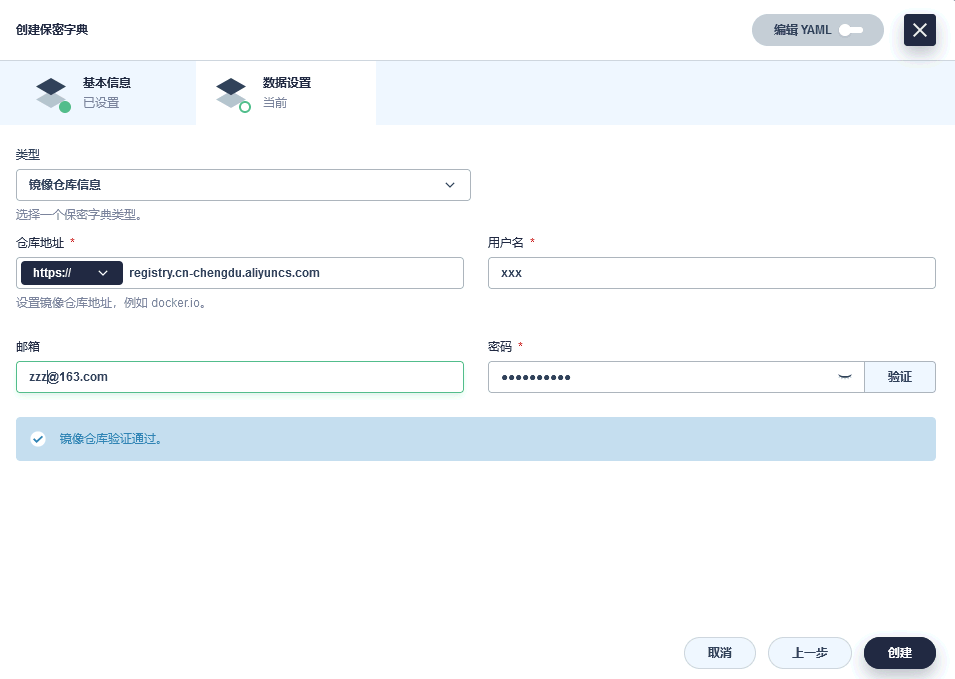 创建保密字典
编辑 YAML
基本信息
已设置
数据设置
当前
类型
镜像仓库信息
选择一个保密字典类型。
仓库地址 *
用户名 *
https://
registry.cn-chengdu.aliyuncs.com
xxx
设置镜像仓库地址，例如 docker.io。
邮箱
密码 *
zzz@163.com
••••••••••
验证
镜像仓库验证通过。
取消
上一步
创建